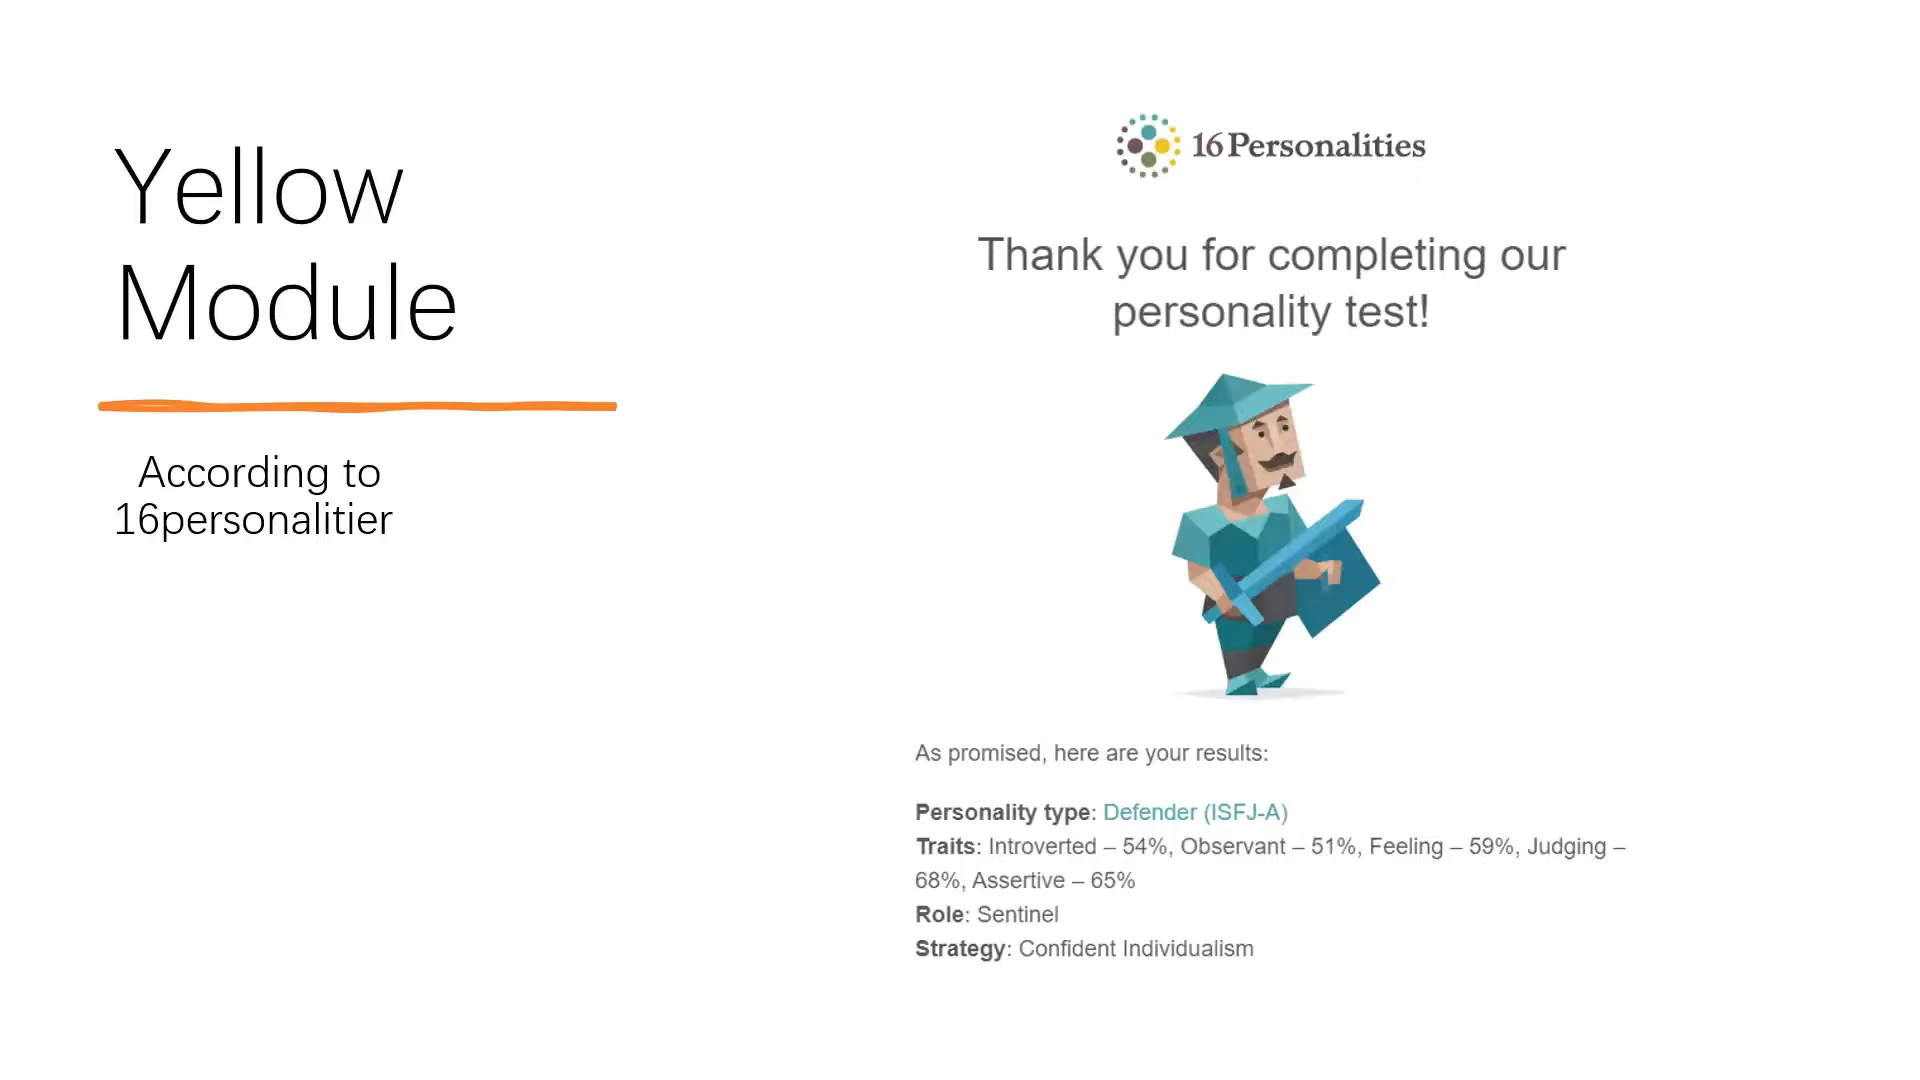 Yellow
Module
According to
16personalitier
16Personalities
Thank you for completing our
personality test!
As promised, here are your results:
Personality type: Defender (ISFJ-A)
Traits: Introverted – 54%, Observant – 51%, Feeling – 59%, Judging –
68%, Assertive – 65%
Role: Sentinel
Strategy: Confident Individualism